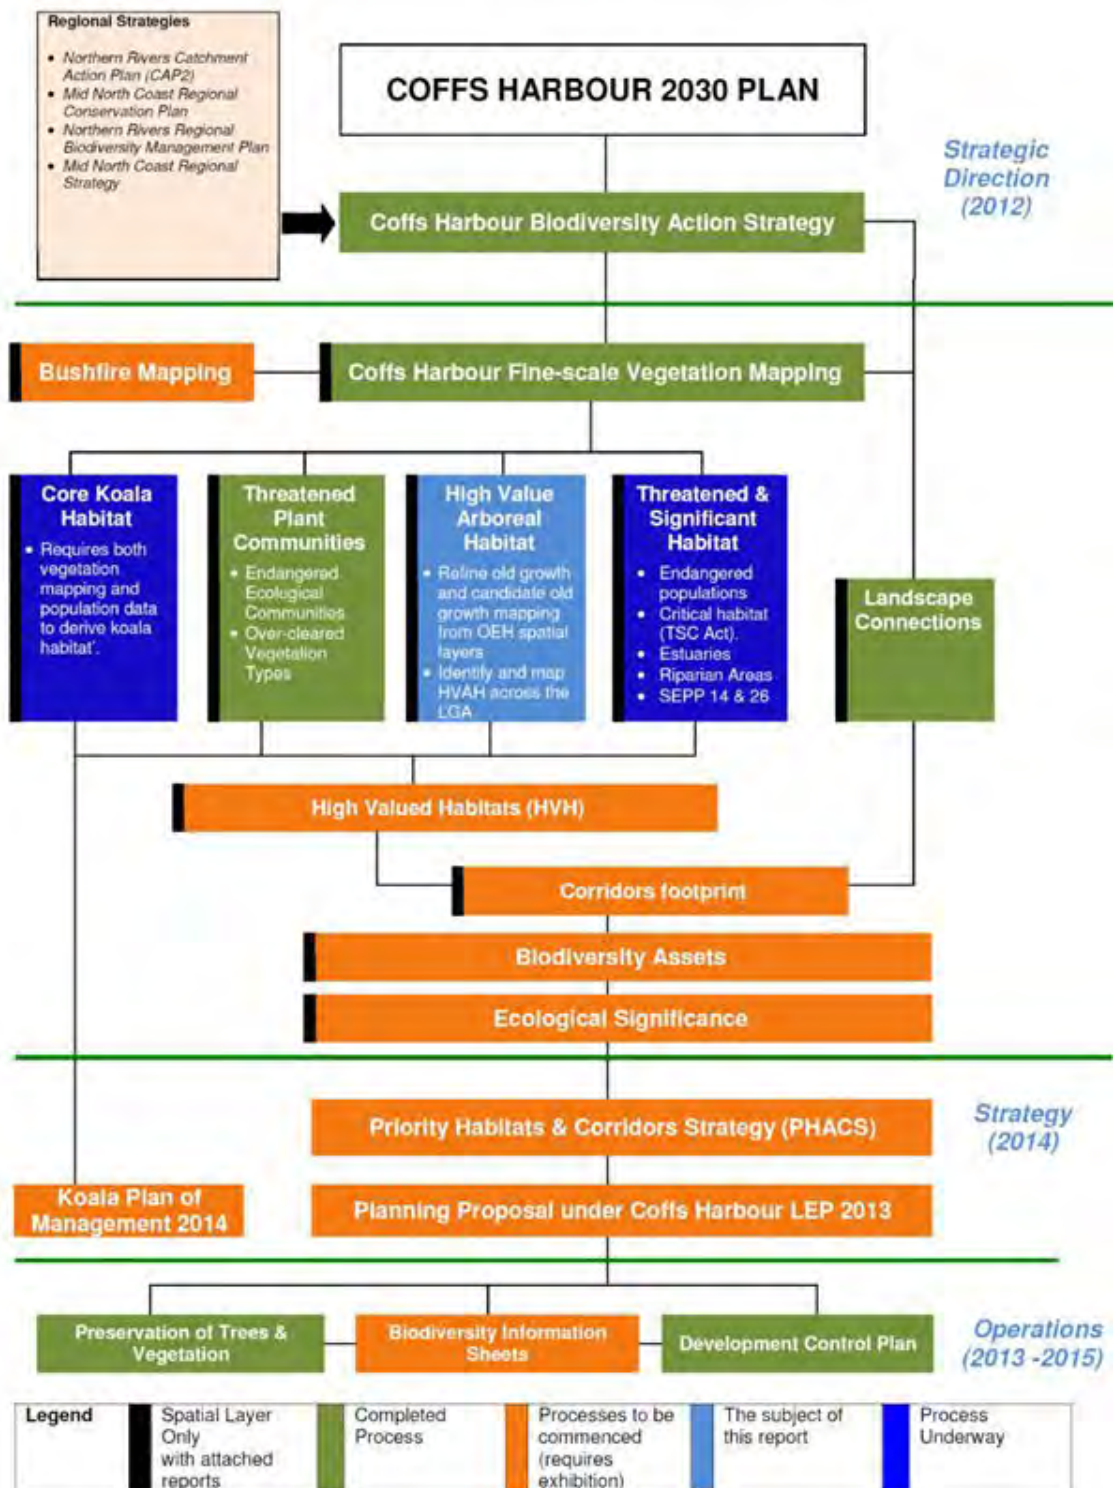 Regional Strategies
• Northern Rivers Catchment
Action Plan (CAP2)
• Mid North Coast Regional
Conservation Plan
• Northern Rivers Regional
Biodiversity Management Plan
• Mid North Coast Regional
Strategy
COFFS HARBOUR 2030 PLAN
Strategic
Direction
(2012)
Coffs Harbour Biodiversity Action Strategy
Bushfire Mapping
Coffs Harbour Fine-scale Vegetation Mapping
Core Koala
Habitat
• Requires both
vegetation
mapping and
population data
to derive koala
habitat'.
Threatened
Plant
Communities
• Endangered
Ecological
Communities
• Over-cleared
Vegetation
Types
High Value
Arboreal
Habitat
• Refine old growth
and candidate old
growth mapping
from OEH spatial
layers
• Identify and map
HVAH across the
LGA
Threatened &
Significant
Habitat
• Endangered
populations
• Critical habitat
(TSC Act).
• Estuaries
• Riparian Areas
• SEPP 14 & 26
Landscape
Connections
High Valued Habitats (HVH)
Corridors footprint
Biodiversity Assets
Ecological Significance
Priority Habitats & Corridors Strategy (PHACS)
Strategy
(2014)
Koala Plan of
Management 2014
Planning Proposal under Coffs Harbour LEP 2013
Preservation of Trees &
Vegetation
Biodiversity Information
Sheets
Development Control Plan
Operations
(2013 -2015)
Legend
Spatial Layer
Only
with attached
reports
Completed
Process
Processes to be
commenced
(requires
exhibition)
The subject of
this report
Process
Underway